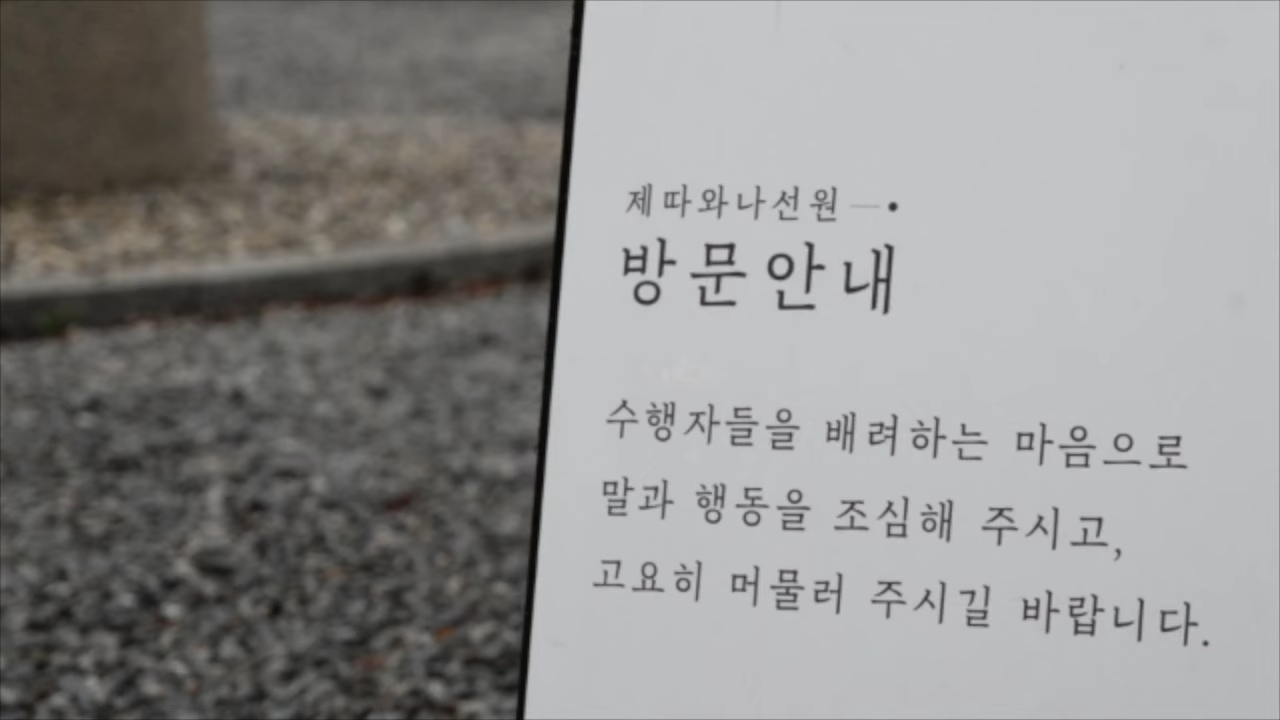 제따와나선원
방문안내
수행자들을 배려하는 마음으로
말과 행동을 조심해 주시고,
고요히 머물러 주시길 바랍니다.